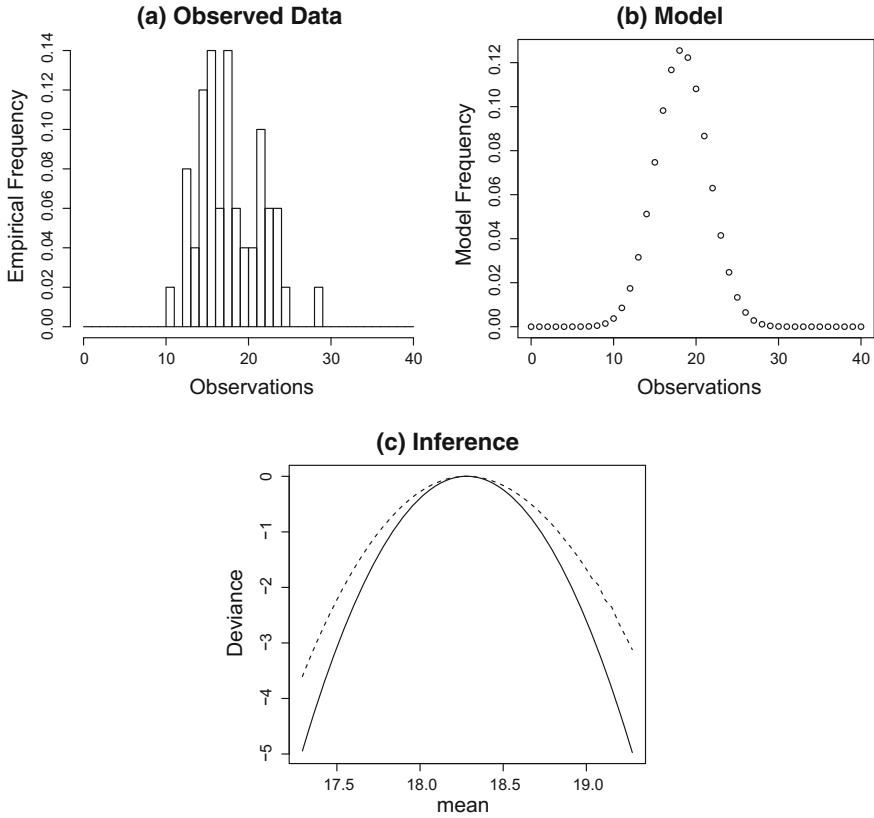 (a) Observed Data
Empirical Frequency
0.00 0.02 0.04 0.06 0.08 0.10 0.12 0.14
0 10 20 30 40
Observations
(b) Model
Model Frequency
0.00 0.02 0.04 0.06 0.08 0.10 0.12
0 10 20 30 40
Observations
(c) Inference
Deviance
0
−1
−2
−3
−4
−5
17.5 18.0 18.5 19.0
mean